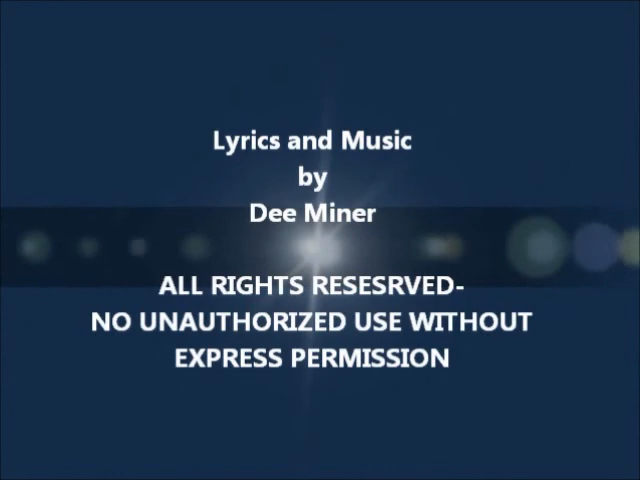 Lyrics and Music
by
Dee Miner
ALL RIGHTS RESESRVED-
NO UNAUTHORIZED USE WITHOUT
EXPRESS PERMISSION